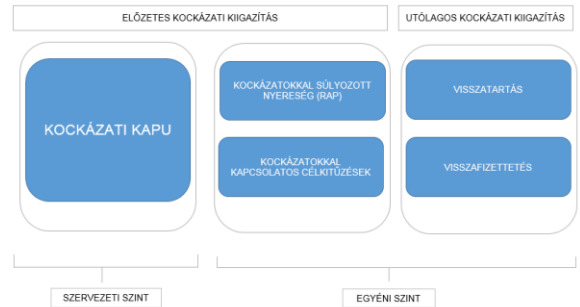 ELŐZETES KOCKÁZATI KIIGAZÍTÁS
UTÓLAGOS KOCKÁZATI KIIGAZÍTÁS
KOCKÁZATI KAPU
KOCKÁZATOKKAL SÚLYOZOTT
NYERESÉG (RAP)
KOCKÁZATOKKAL
KAPCSOLATOS CÉLKITŰZÉSEK
VISSZATARTÁS
VISSZAFIZETTETÉS
SZERVEZETI SZINT
EGYÉNI SZINT